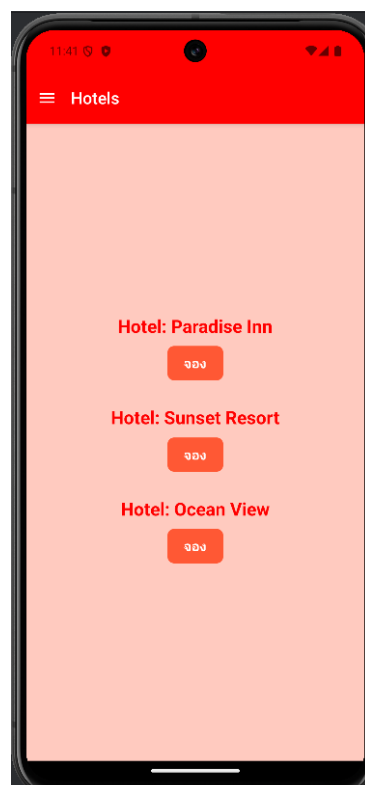 11:41
Hotels
Hotel: Paradise Inn
จอง
Hotel: Sunset Resort
จอง
Hotel: Ocean View
จอง